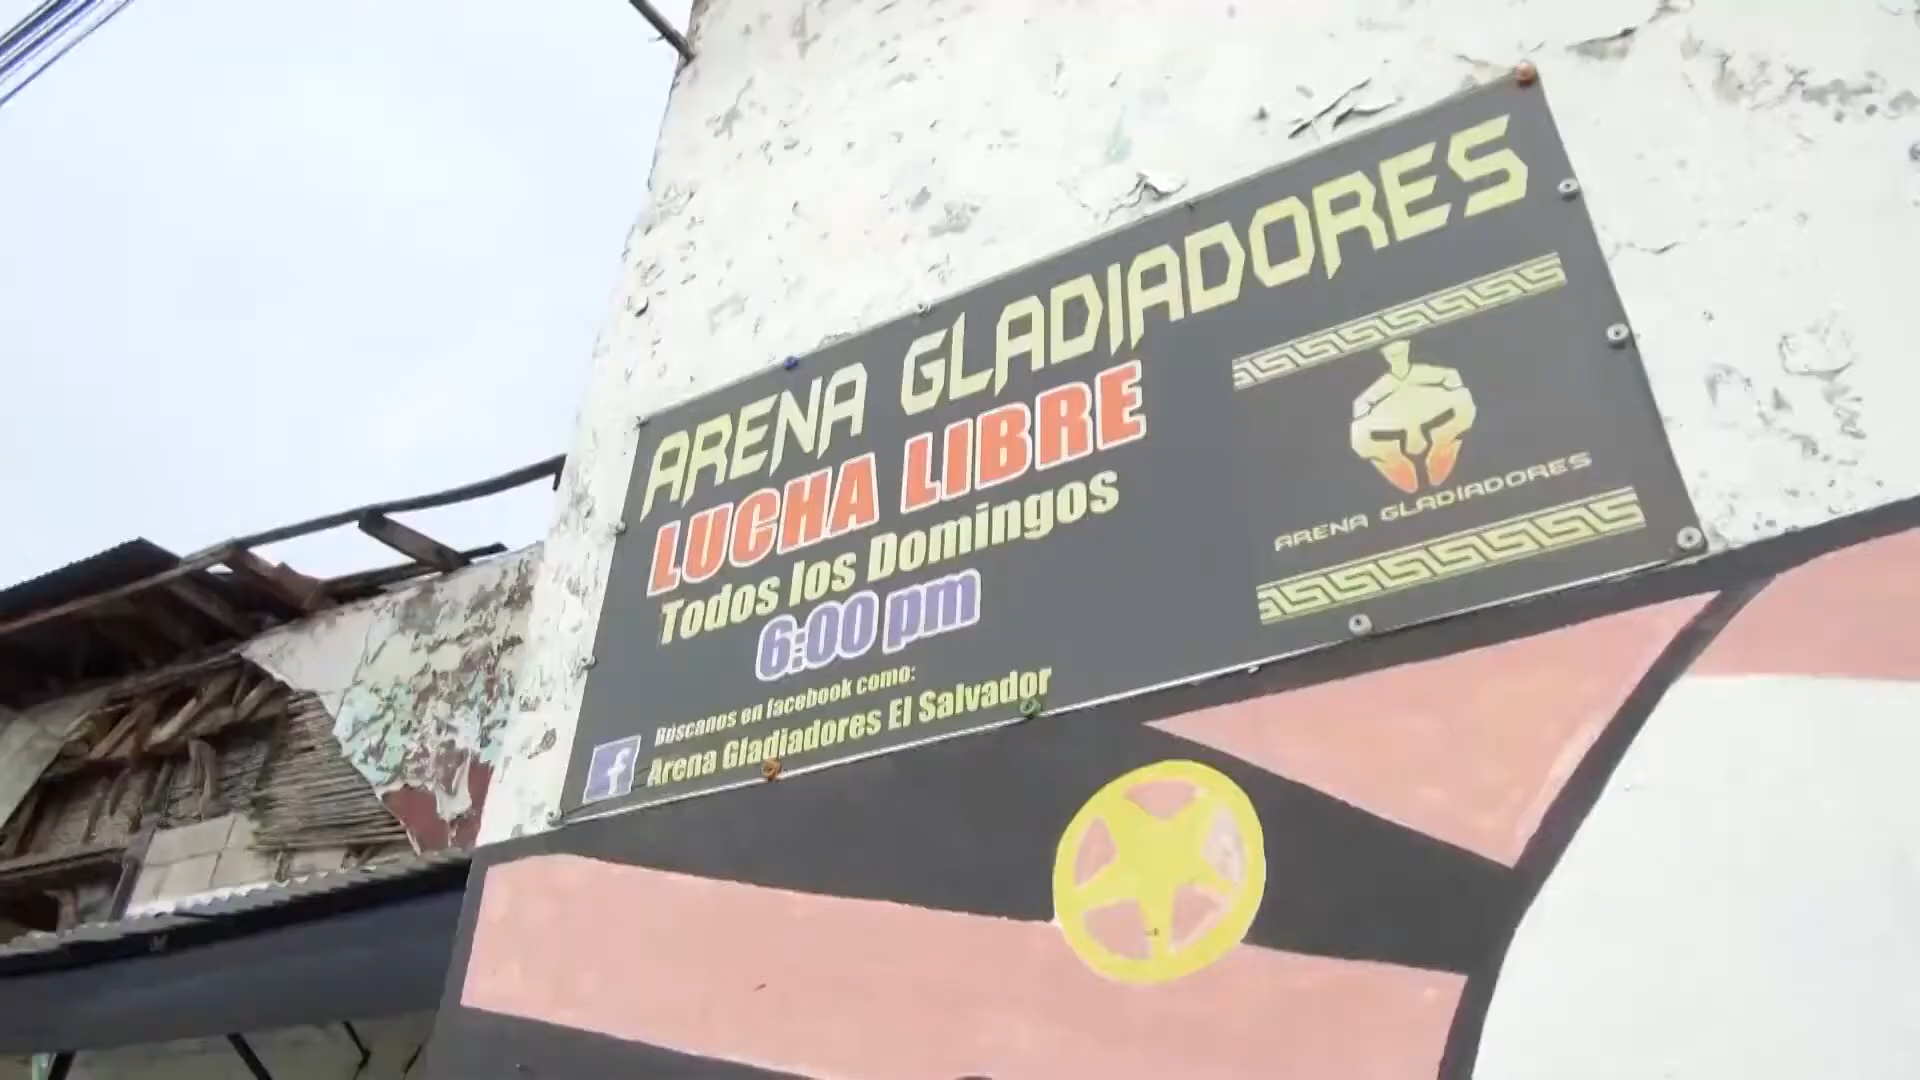 ARENA GLADIADORES
LUCHA LIBRE
Todos los Domingos
6:00 pm
Búscanos en facebook como:
f Arena Gladiadores El Salvador
ARENA GLADIADORES